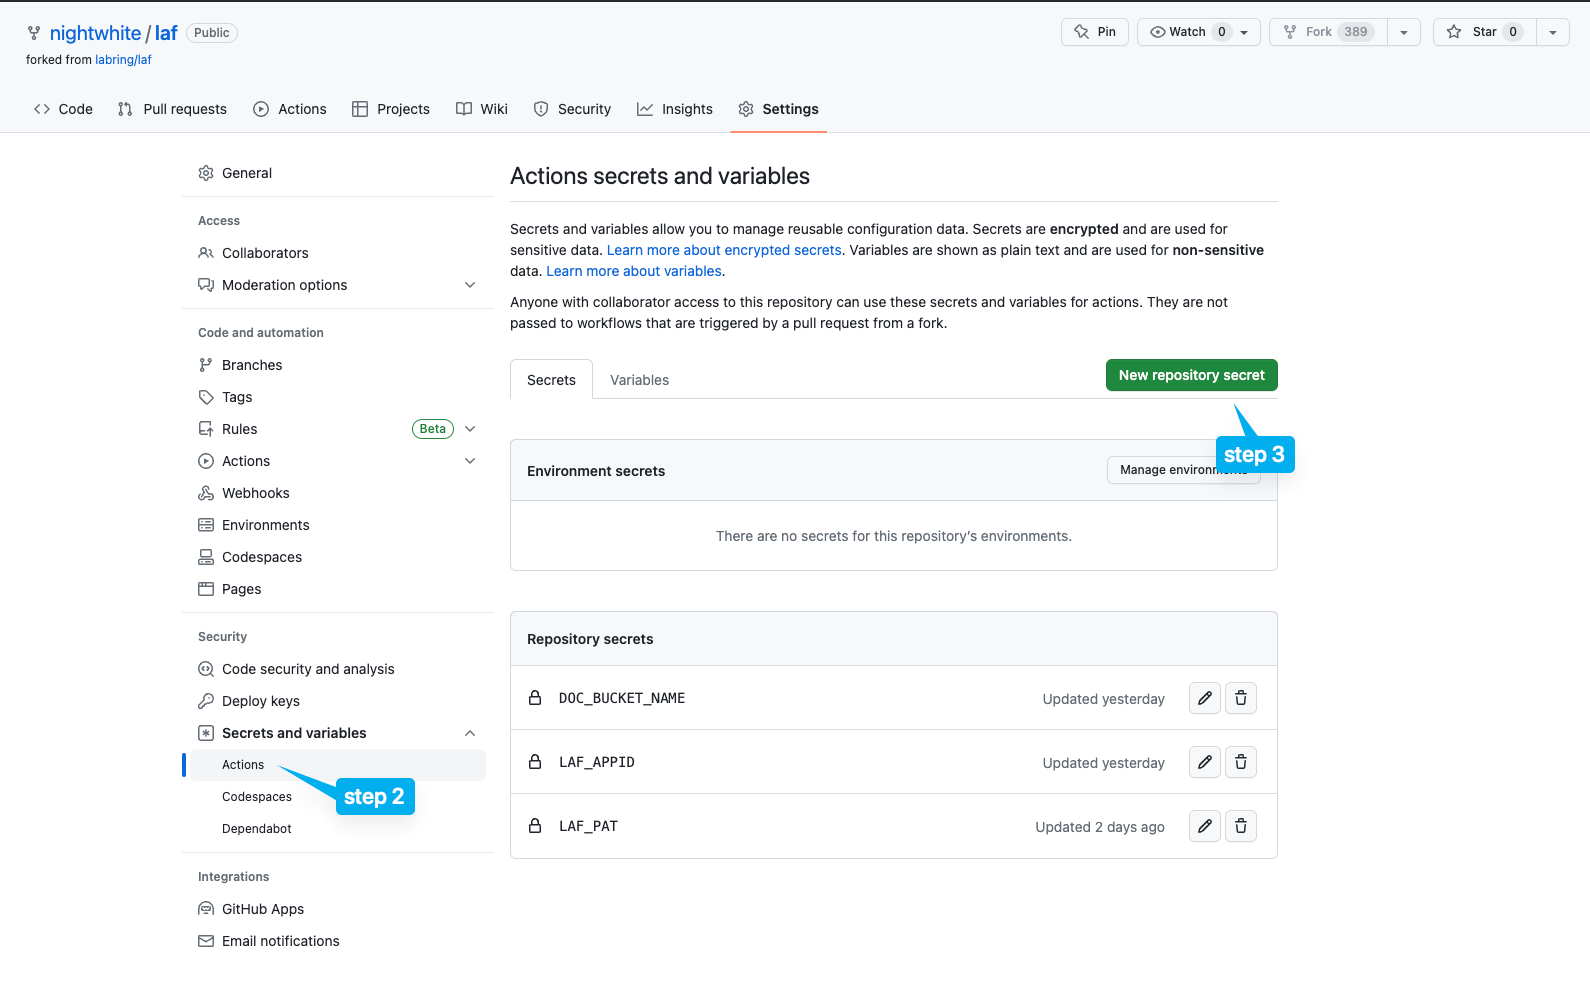 nightwhite / laf Public
forked from labring/laf
Pin
Watch 0
Fork 389
Star 0
Code
Pull requests
Actions
Projects
Wiki
Security
Insights
Settings
General
Access
Collaborators
Moderation options
Code and automation
Branches
Tags
Rules Beta
Actions
Webhooks
Environments
Codespaces
Pages
Security
Code security and analysis
Deploy keys
Secrets and variables
Actions
step 2
Codespaces
Dependabot
Integrations
GitHub Apps
Email notifications
Actions secrets and variables
Secrets and variables allow you to manage reusable configuration data. Secrets are encrypted and are used for
sensitive data. Learn more about encrypted secrets. Variables are shown as plain text and are used for non-sensitive
data. Learn more about variables.
Anyone with collaborator access to this repository can use these secrets and variables for actions. They are not
passed to workflows that are triggered by a pull request from a fork.
Secrets
Variables
New repository secret
step 3
Environment secrets
Manage environments
There are no secrets for this repository's environments.
Repository secrets
DOC_BUCKET_NAME Updated yesterday
LAF_APPID Updated yesterday
LAF_PAT Updated 2 days ago